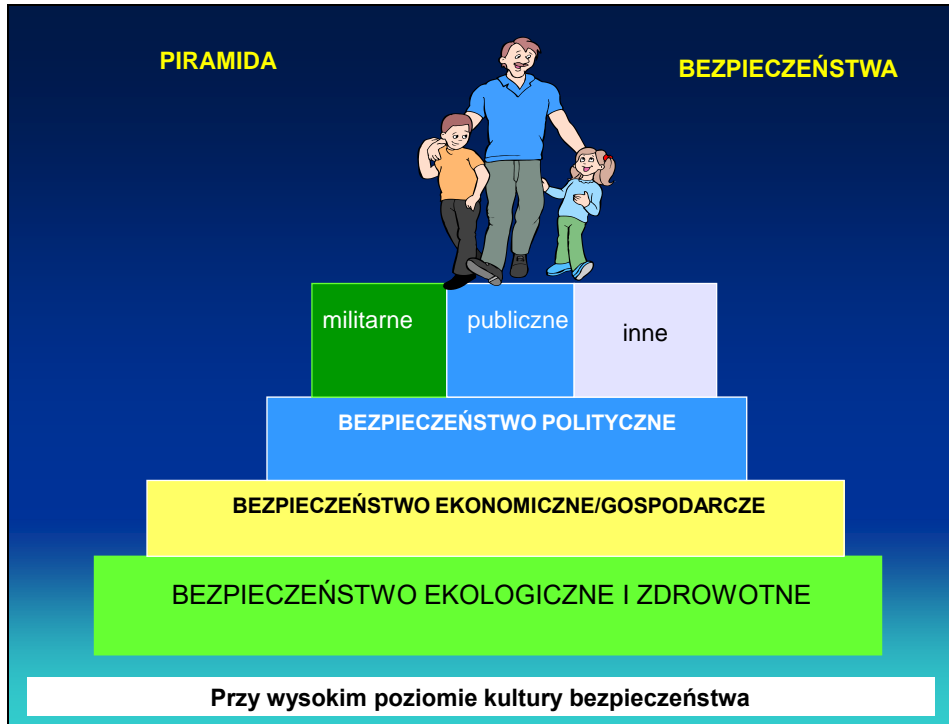 PIRAMIDA
BEZPIECZEŃSTWA
militarne
publiczne
inne
BEZPIECZEŃSTWO POLITYCZNE
BEZPIECZEŃSTWO EKONOMICZNE/GOSPODARCZE
BEZPIECZEŃSTWO EKOLOGICZNE I ZDROWOTNE
Przy wysokim poziomie kultury bezpieczeństwa